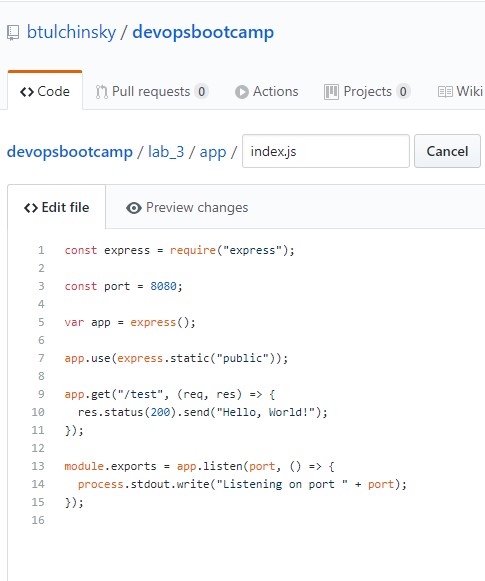 btulchinsky / devopsbootcamp
Code Pull requests 0 Actions Projects 0 Wiki
devopsbootcamp / lab_3 / app / index.js Cancel
<> Edit file Preview changes
1 const express = require("express");
2
3 const port = 8080;
4
5 var app = express();
6
7 app.use(express.static("public"));
8
9 app.get("/test", (req, res) => {
10 res.status(200).send("Hello, World!");
11 });
12
13 module.exports = app.listen(port, () => {
14 process.stdout.write("Listening on port " + port);
15 });
16